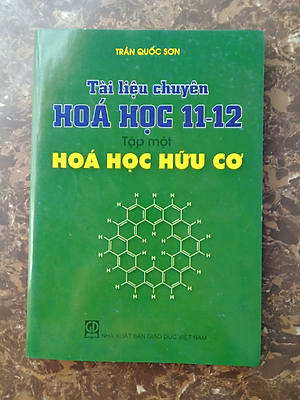 TRẦN QUỐC SƠN
Tài liệu chuyên
HOÁ HỌC 11-12
Tập một
HOÁ HỌC HỮU CƠ
H H
H H
H H
H H
H H
H H
H H
H H
H H
NHÀ XUẤT BẢN GIÁO DỤC VIỆT NAM